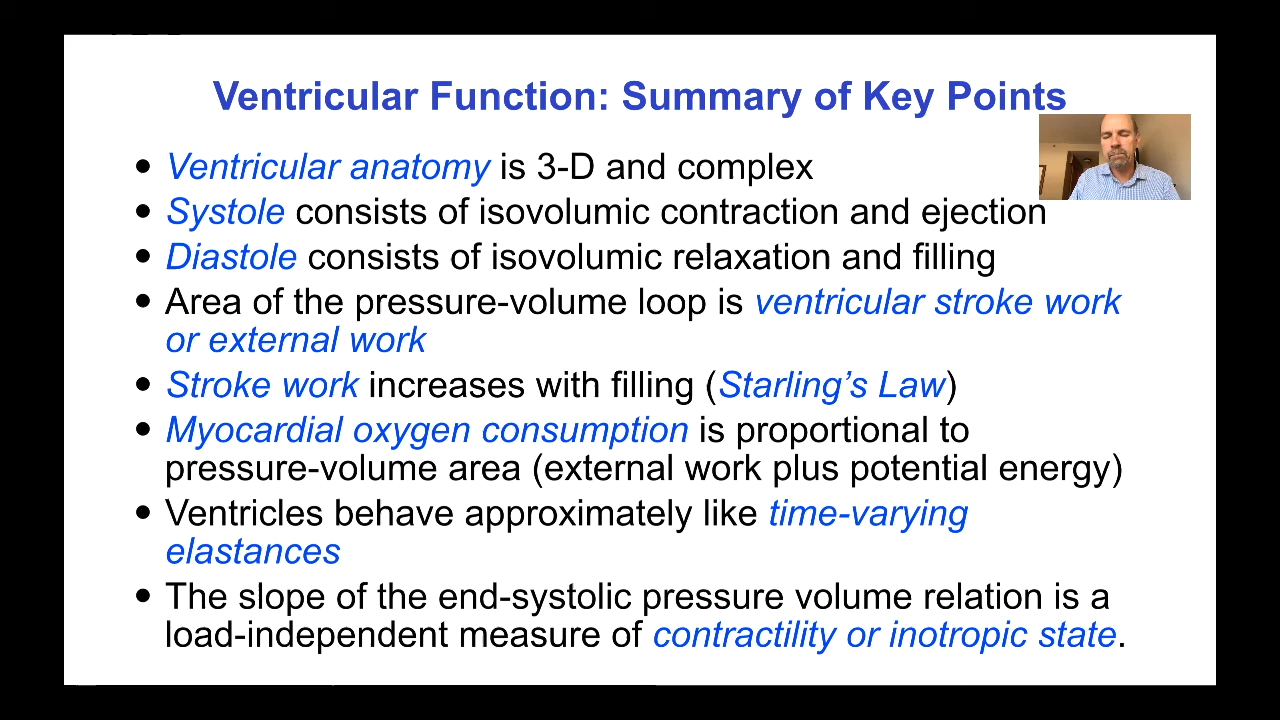 Ventricular Function: Summary of Key Points
• Ventricular anatomy is 3-D and complex
• Systole consists of isovolumic contraction and ejection
• Diastole consists of isovolumic relaxation and filling
• Area of the pressure-volume loop is ventricular stroke work
or external work
• Stroke work increases with filling (Starling’s Law)
• Myocardial oxygen consumption is proportional to
pressure-volume area (external work plus potential energy)
• Ventricles behave approximately like time-varying
elastances
• The slope of the end-systolic pressure volume relation is a
load-independent measure of contractility or inotropic state.